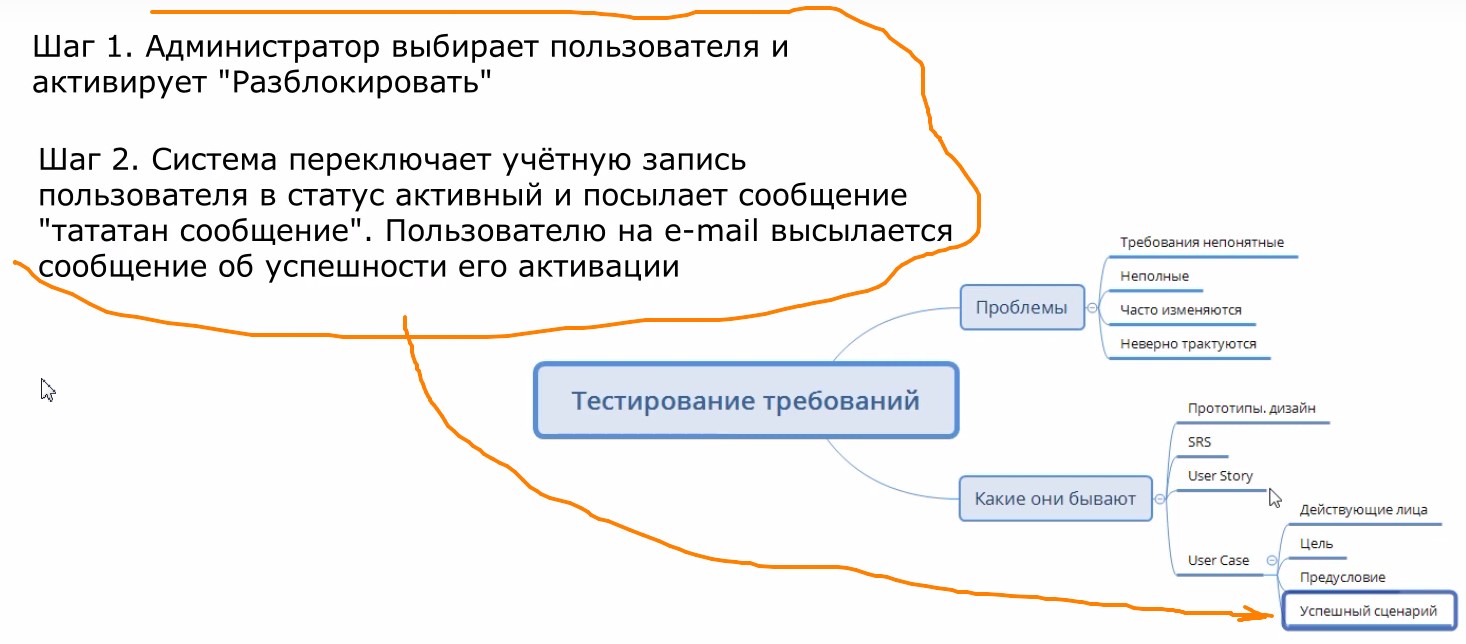 Шаг 1. Администратор выбирает пользователя и
активирует "Разблокировать"
Шаг 2. Система переключает учётную запись
пользователя в статус активный и посылает сообщение
"тататан сообщение". Пользователю на e-mail высылается
сообщение об успешности его активации
Требования непонятные
Неполные
Проблемы
Часто изменяются
Неверно трактуются
Тестирование требований
Прототипы. дизайн
SRS
User Story
Какие они бывают
Действующие лица
Цель
User Case
Предусловие
Успешный сценарий